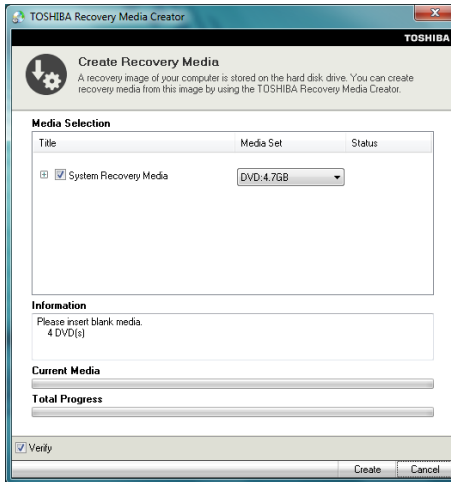 TOSHIBA Recovery Media Creator
TOSHIBA
Create Recovery Media
A recovery image of your computer is stored on the hard disk drive. You can create
recovery media from this image by using the TOSHIBA Recovery Media Creator.
Media Selection
Title Media Set Status
System Recovery Media DVD:4.7GB
Information
Please insert blank media.
4 DVD(s)
Current Media
Total Progress
Verify
Create Cancel